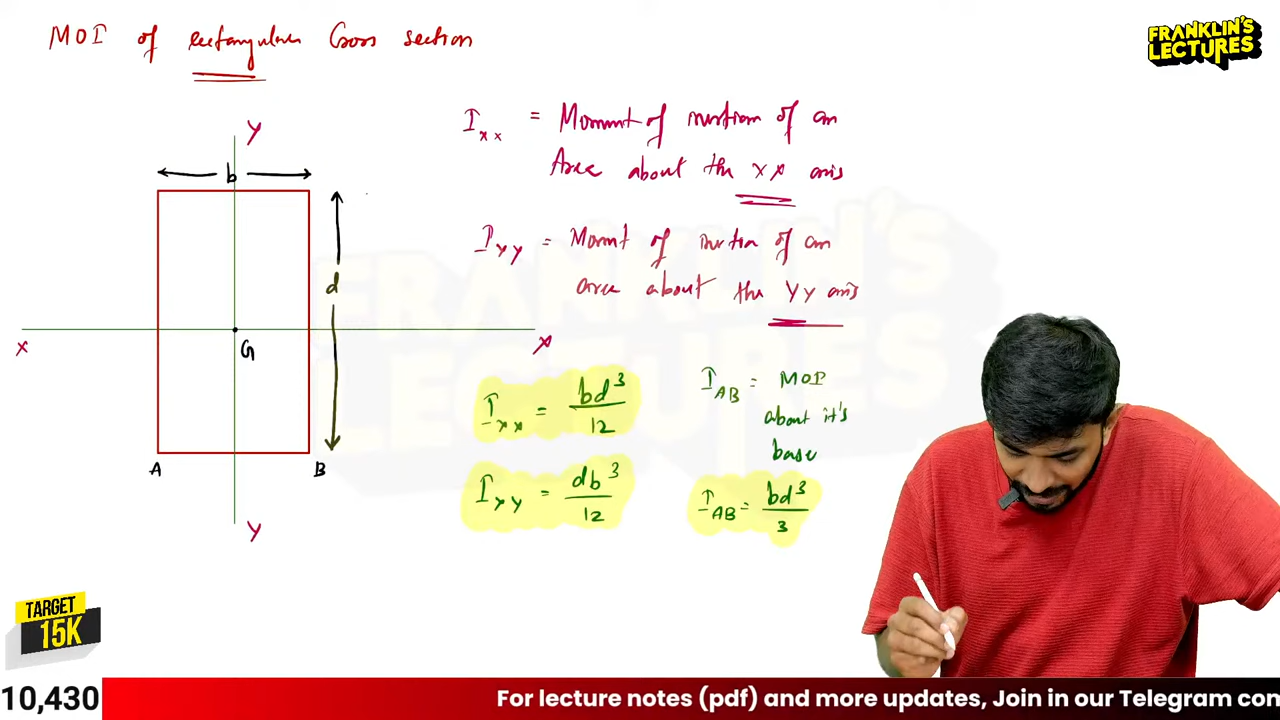 MOI of rectangular Cross section
FRANKLIN'S
LECTURES
Y
b
d
G
x
x
A
B
Y
Ixx = Moment of inertia of an
Area about the xx axis
IYY = Moment of inertia of an
area about the YY axis
Ixx = bd³/12
IYY = db³/12
IAB = MOI
about it's
base
IAB = bd³/3
FRANKLIN'S
LECTURES
TARGET
15K
10,430
For lecture notes (pdf) and more updates, Join in our Telegram con